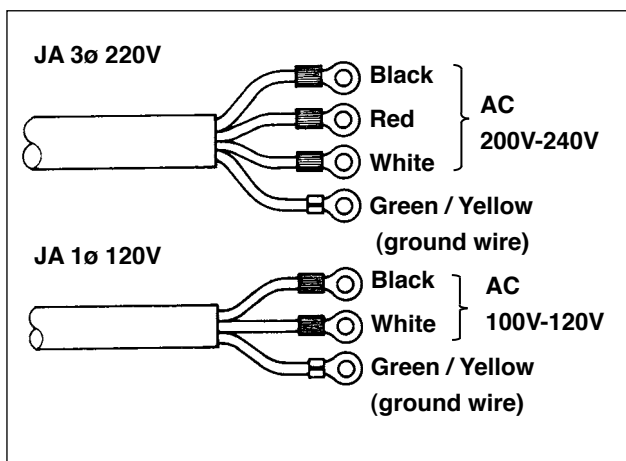 JA 3ø 220V
Black
Red
White
AC
200V-240V
Green / Yellow
(ground wire)
JA 1ø 120V
Black
White
AC
100V-120V
Green / Yellow
(ground wire)